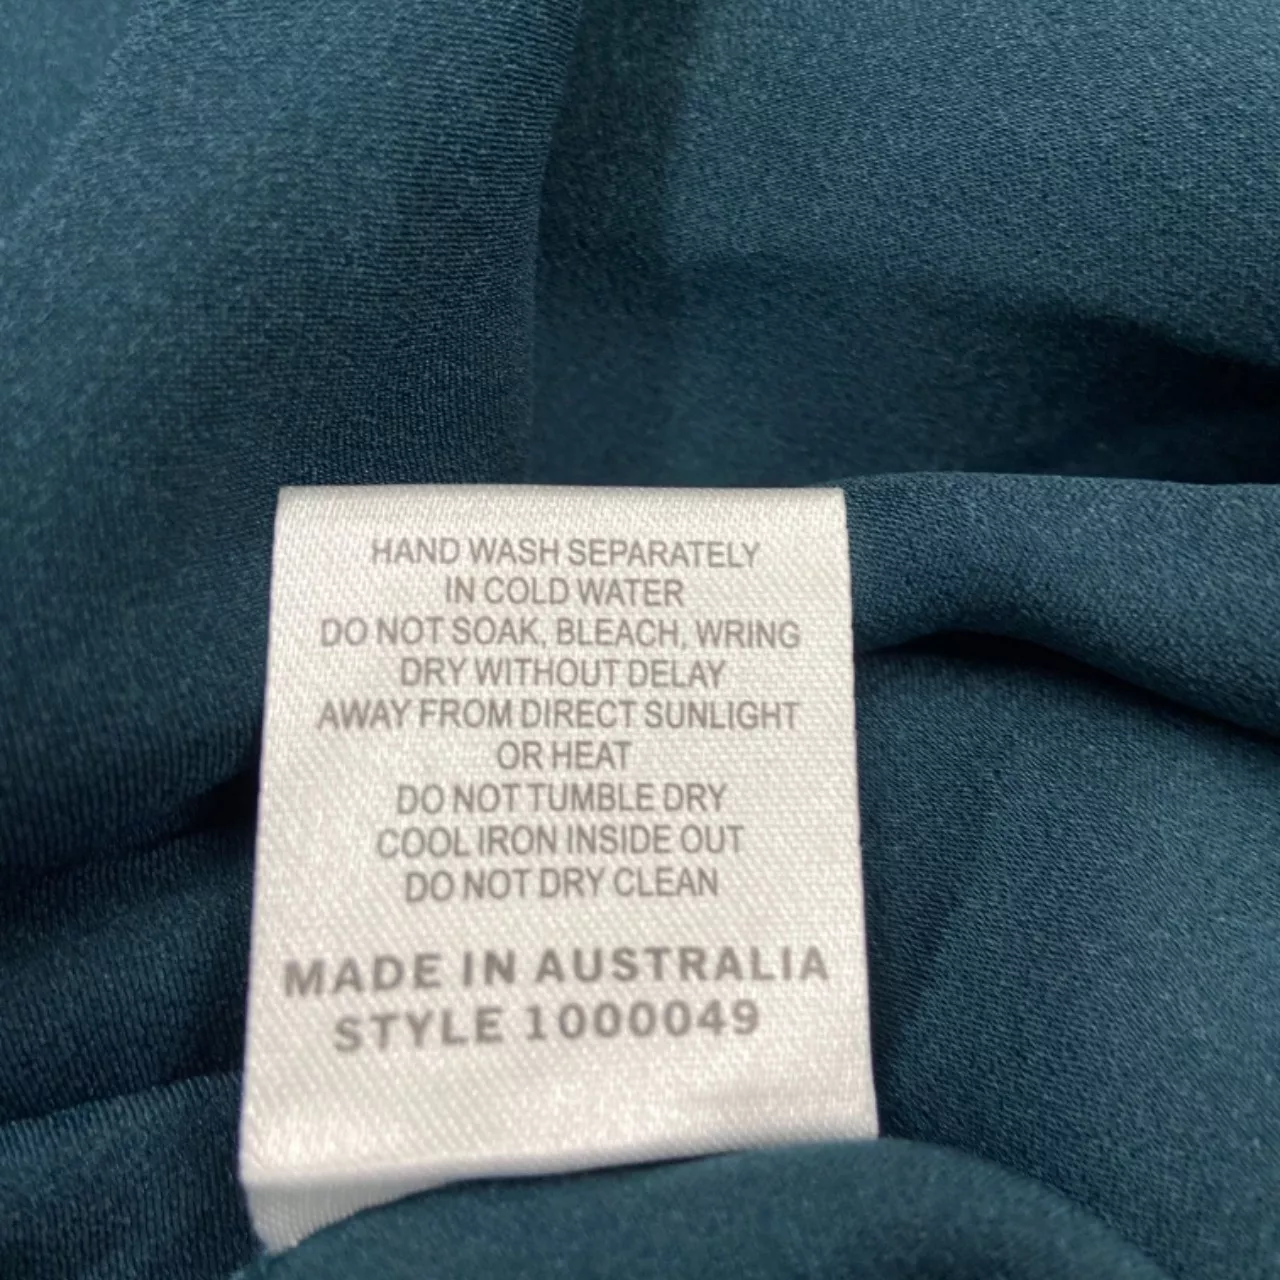 HAND WASH SEPARATELY
IN COLD WATER
DO NOT SOAK, BLEACH, WRING
DRY WITHOUT DELAY
AWAY FROM DIRECT SUNLIGHT
OR HEAT
DO NOT TUMBLE DRY
COOL IRON INSIDE OUT
DO NOT DRY CLEAN
MADE IN AUSTRALIA
STYLE 1000049